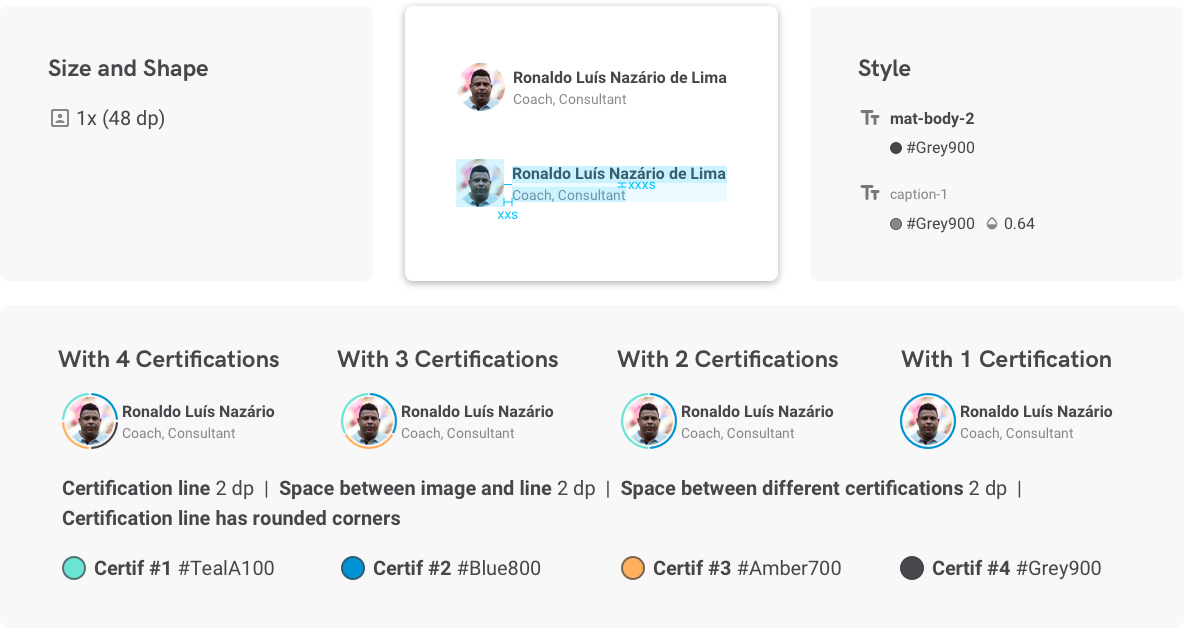 Size and Shape
1x (48 dp)
Ronaldo Luís Nazário de Lima
Coach, Consultant
Ronaldo Luís Nazário de Lima
XXXS
Coach, Consultant
XXS
Style
Tt mat-body-2
#Grey900
Tt caption-1
#Grey900 0.64
With 4 Certifications
Ronaldo Luís Nazário
Coach, Consultant
With 3 Certifications
Ronaldo Luís Nazário
Coach, Consultant
With 2 Certifications
Ronaldo Luís Nazário
Coach, Consultant
With 1 Certification
Ronaldo Luís Nazário
Coach, Consultant
Certification line 2 dp | Space between image and line 2 dp | Space between different certifications 2 dp |
Certification line has rounded corners
Certif #1 #TealA100
Certif #2 #Blue800
Certif #3 #Amber700
Certif #4 #Grey900